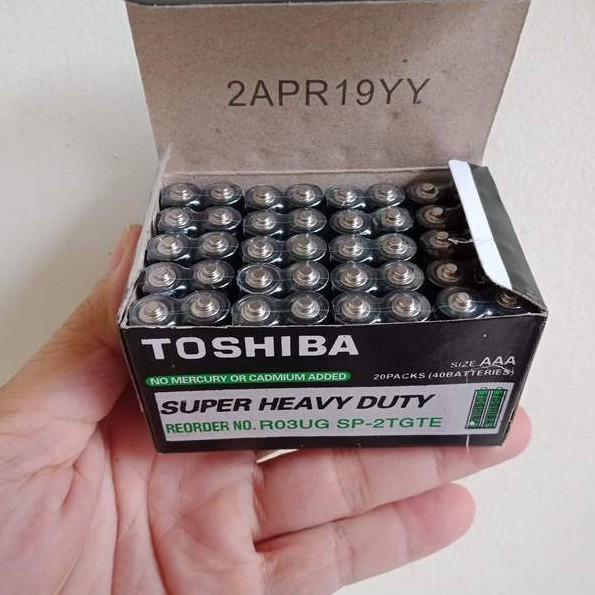 2APR19YY
TOSHIBA
SIZE AAA
NO MERCURY OR CADMIUM ADDED
20PACKS (40BATTERIES)
SUPER HEAVY DUTY
REORDER NO. R03UG SP-2TGTE